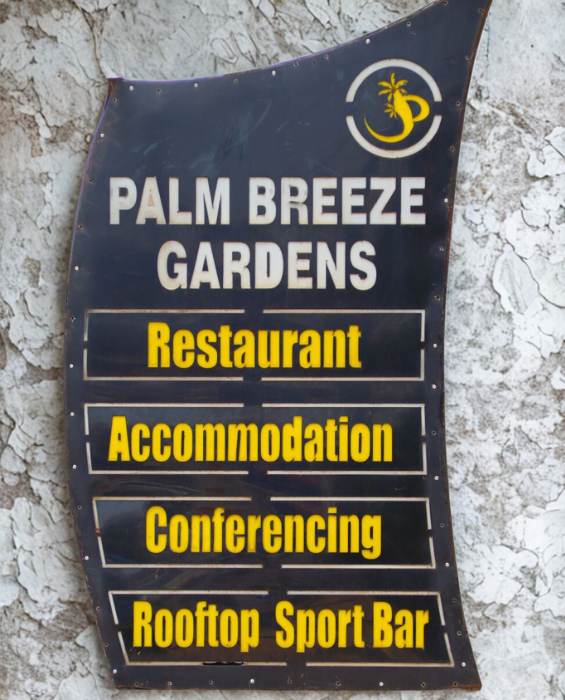 PALM BREEZE
GARDENS
Restaurant
Accommodation
Conferencing
Rooftop Sport Bar